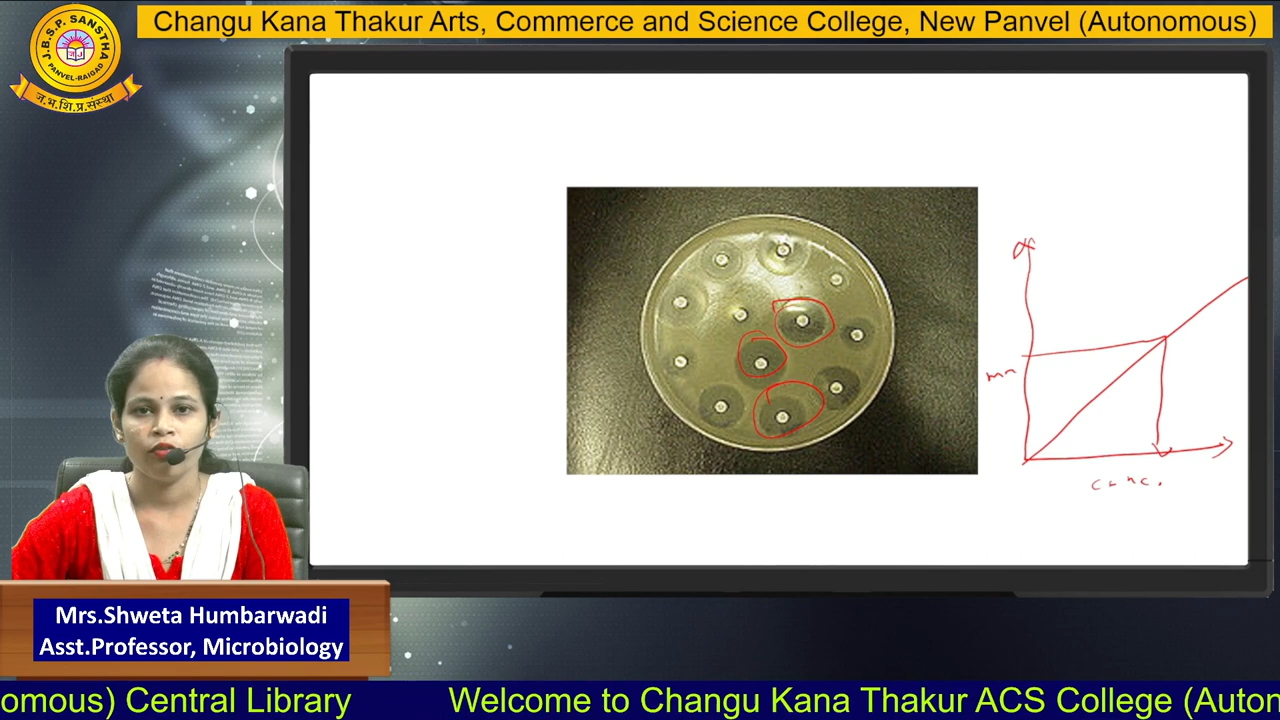 Changu Kana Thakur Arts, Commerce and Science College, New Panvel (Autonomous)
J.B.S.P. SANSTHA
PANVEL-RAIGAD
ज.भ.शि.प्र.संस्था
conc.
Mrs.Shweta Humbarwadi
Asst.Professor, Microbiology
omous) Central Library Welcome to Changu Kana Thakur ACS College (Auton